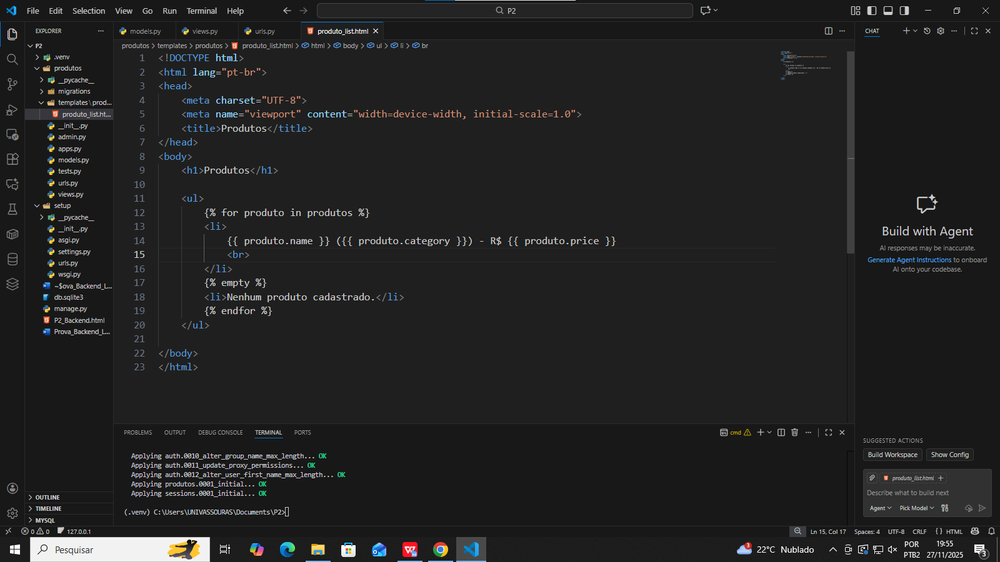 File Edit Selection View Go Run Terminal Help
P2
EXPLORER
P2
.venv
produtos
__pycache__
migrations
templates\prod...
produto_list.ht...
__init__.py
admin.py
apps.py
models.py
tests.py
urls.py
views.py
setup
__pycache__
__init__.py
asgi.py
settings.py
urls.py
wsgi.py
~$ova_Backend_L...
db.sqlite3
manage.py
P2_Backend.html
Prova_Backend_L...
OUTLINE
TIMELINE
MYSQL
models.py views.py urls.py produto_list.html
produtos > templates > produtos > produto_list.html > html > body > ul > li > br
1 <!DOCTYPE html>
2 <html lang="pt-br">
3 <head>
4 <meta charset="UTF-8">
5 <meta name="viewport" content="width=device-width, initial-scale=1.0">
6 <title>Produtos</title>
7 </head>
8 <body>
9 <h1>Produtos</h1>
10
11 <ul>
12 {% for produto in produtos %}
13 <li>
14 {{ produto.name }} ({{ produto.category }}) - R$ {{ produto.price }}
15 <br>
16 </li>
17 {% empty %}
18 <li>Nenhum produto cadastrado.</li>
19 {% endfor %}
20 </ul>
21
22 </body>
23 </html>
PROBLEMS OUTPUT DEBUG CONSOLE TERMINAL PORTS
cmd
Applying auth.0010_alter_group_name_max_length... OK
Applying auth.0011_update_proxy_permissions... OK
Applying auth.0012_alter_user_first_name_max_length... OK
Applying produtos.0001_initial... OK
Applying sessions.0001_initial... OK
(.venv) C:\Users\UNIVASSOURAS\Documents\P2>
CHAT
Build with Agent
AI responses may be inaccurate.
Generate Agent Instructions to onboard
AI onto your codebase.
SUGGESTED ACTIONS
Build Workspace Show Config
produto_list.html
Describe what to build next
Agent Pick Model
0 0 127.0.0.1
Ln 15, Col 17 Spaces: 4 UTF-8 CRLF {} HTML
Pesquisar
3
22°C Nublado
POR
PTB2
19:55
27/11/2025
3